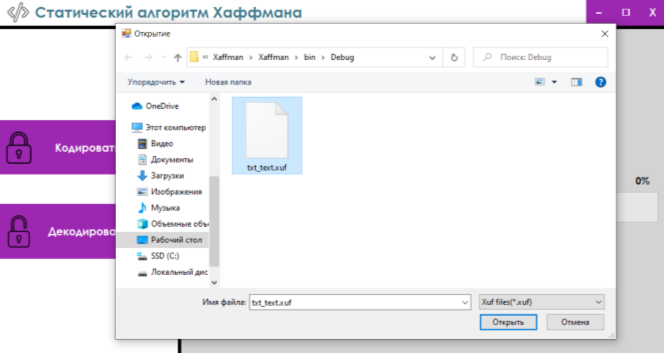 </> Статический алгоритм Хаффмана
Открытие
« Xaffman > Xaffman > bin > Debug
Поиск: Debug
Упорядочить
Новая папка
OneDrive
Этот компьютер
Видео
Документы
Загрузки
Изображения
Музыка
Объемные объ
Рабочий стол
SSD (C:)
Локальный дис
txt_text.xuf
Кодироват
Декодирова
0%
Имя файла: txt_text.xuf
Xuf files(*.xuf)
Открыть
Отмена